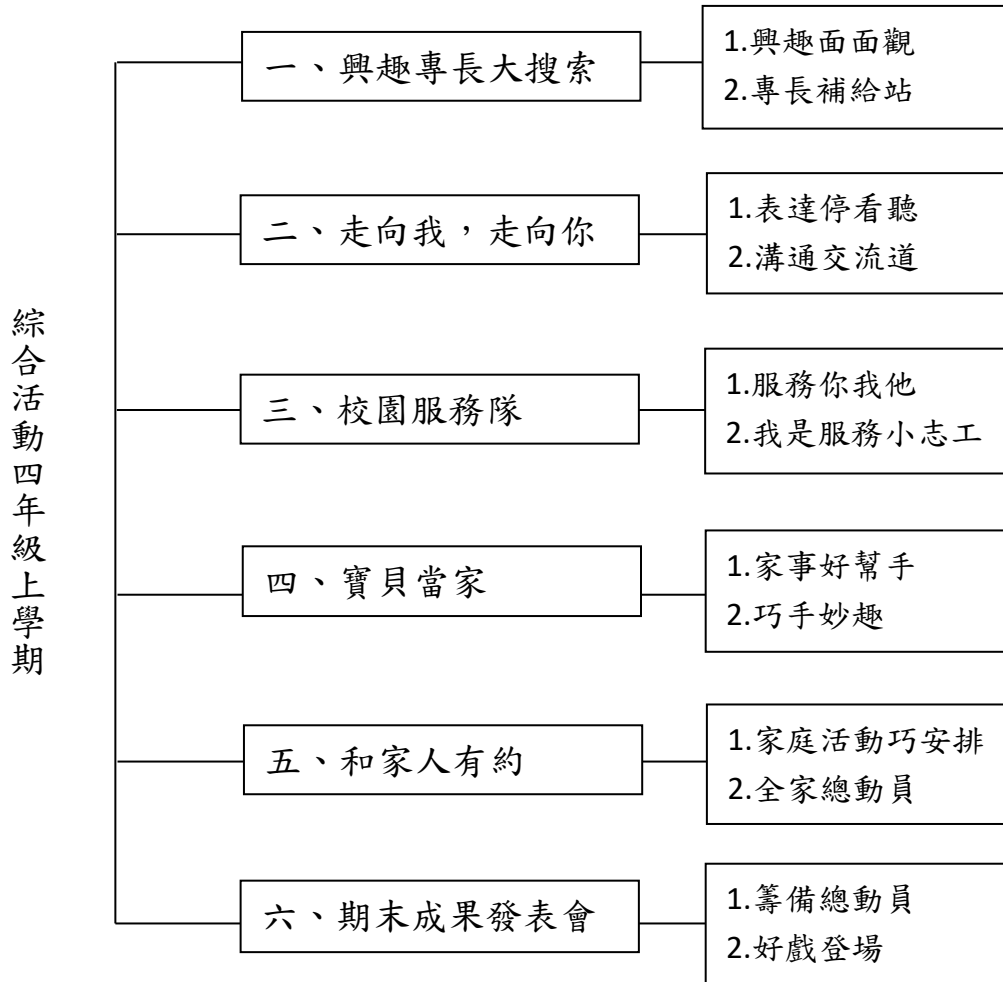 綜合活動四年級上學期
一、興趣專長大搜索
1.興趣面面觀
2.專長補給站
二、走向我，走向你
1.表達停看聽
2.溝通交流道
三、校園服務隊
1.服務你我他
2.我是服務小志工
四、寶貝當家
1.家事好幫手
2.巧手妙趣
五、和家人有約
1.家庭活動巧安排
2.全家總動員
六、期末成果發表會
1.籌備總動員
2.好戲登場